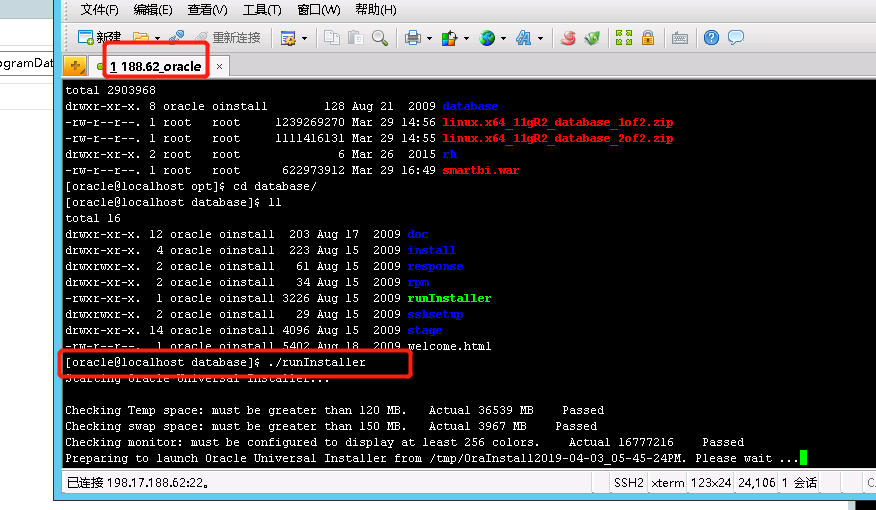 文件(F) 编辑(E) 查看(V) 工具(T) 窗口(W) 帮助(H)
新建 重新连接
ogramDat
1 188.62_oracle ×
total 2903968
drwxr-xr-x. 8 oracle oinstall 128 Aug 21 2009 database
-rw-r--r--. 1 root root 1239269270 Mar 29 14:56 linux.x64_11gR2_database_1of2.zip
-rw-r--r--. 1 root root 1111416131 Mar 29 14:55 linux.x64_11gR2_database_2of2.zip
drwxr-xr-x. 2 root root 6 Mar 26 2015 rh
-rw-r--r--. 1 root root 622973912 Mar 29 16:49 smartbi.war
[oracle@localhost opt]$ cd database/
[oracle@localhost database]$ ll
total 16
drwxr-xr-x. 12 oracle oinstall 203 Aug 17 2009 doc
drwxr-xr-x. 4 oracle oinstall 223 Aug 15 2009 install
drwxrwxr-x. 2 oracle oinstall 61 Aug 15 2009 response
drwxr-xr-x. 2 oracle oinstall 34 Aug 15 2009 rpm
-rwxr-xr-x. 1 oracle oinstall 3226 Aug 15 2009 runInstaller
drwxrwxr-x. 2 oracle oinstall 29 Aug 15 2009 sshsetup
drwxr-xr-x. 14 oracle oinstall 4096 Aug 15 2009 stage
-rw-r--r--. 1 oracle oinstall 5402 Aug 18 2009 welcome.html
[oracle@localhost database]$ ./runInstaller
Starting Oracle Universal Installer...
Checking Temp space: must be greater than 120 MB. Actual 36539 MB Passed
Checking swap space: must be greater than 150 MB. Actual 3967 MB Passed
Checking monitor: must be configured to display at least 256 colors. Actual 16777216 Passed
Preparing to launch Oracle Universal Installer from /tmp/OraInstall2019-04-03_05-45-24PM. Please wait ...
已连接 198.17.188.62:22。 SSH2 xterm 123x24 24,106 1 会话